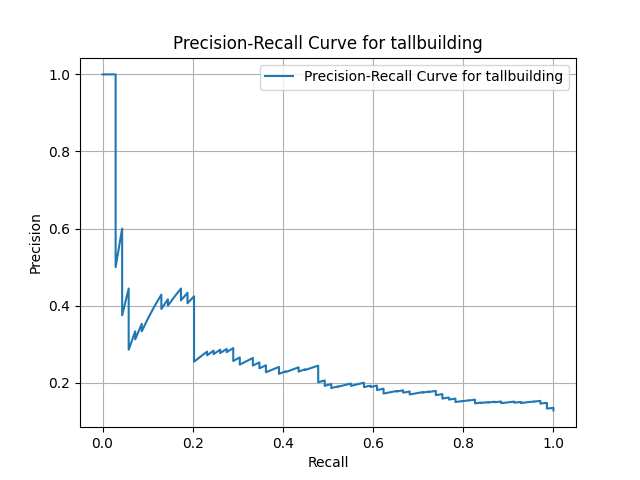 Precision-Recall Curve for tallbuilding
Precision-Recall Curve for tallbuilding
1.0
0.8
0.6
0.4
0.2
Precision
0.0 0.2 0.4 0.6 0.8 1.0
Recall